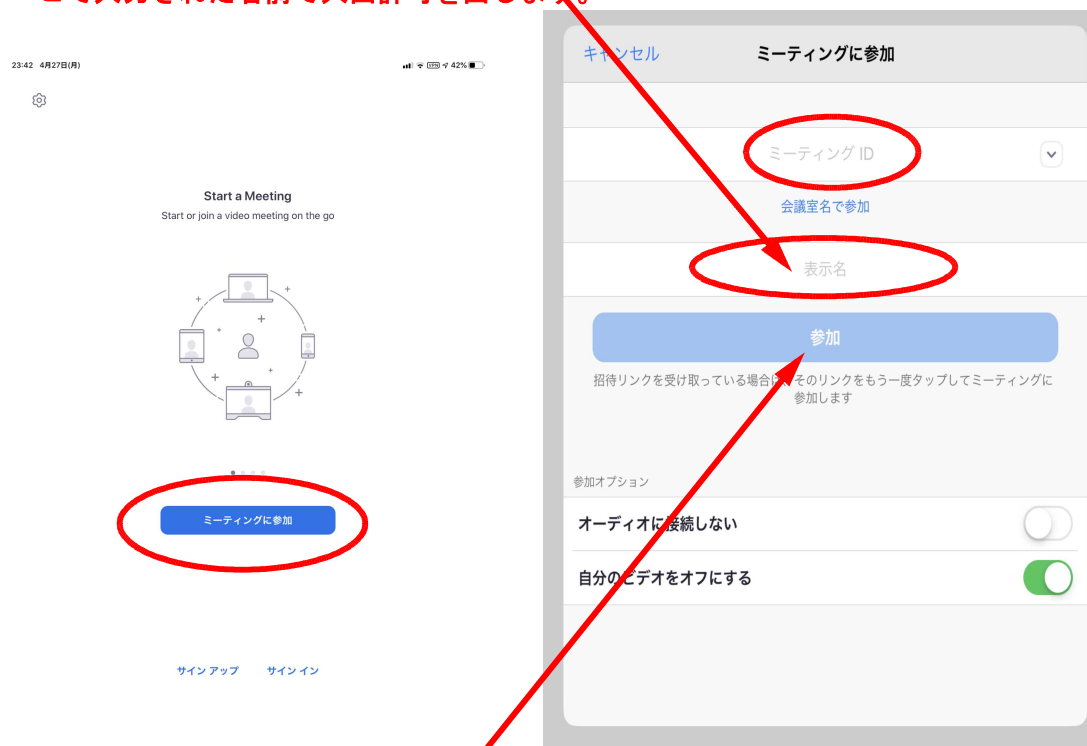 23:42 4月27日(月)
VPN 42%
Start a Meeting
Start or join a video meeting on the go
ミーティングに参加
サイン アップ サイン イン
キャンセル ミーティングに参加
ミーティング ID
会議室名で参加
表示名
参加
招待リンクを受け取っている場合は、そのリンクをもう一度タップしてミーティングに
参加します
参加オプション
オーディオに接続しない
自分のビデオをオフにする